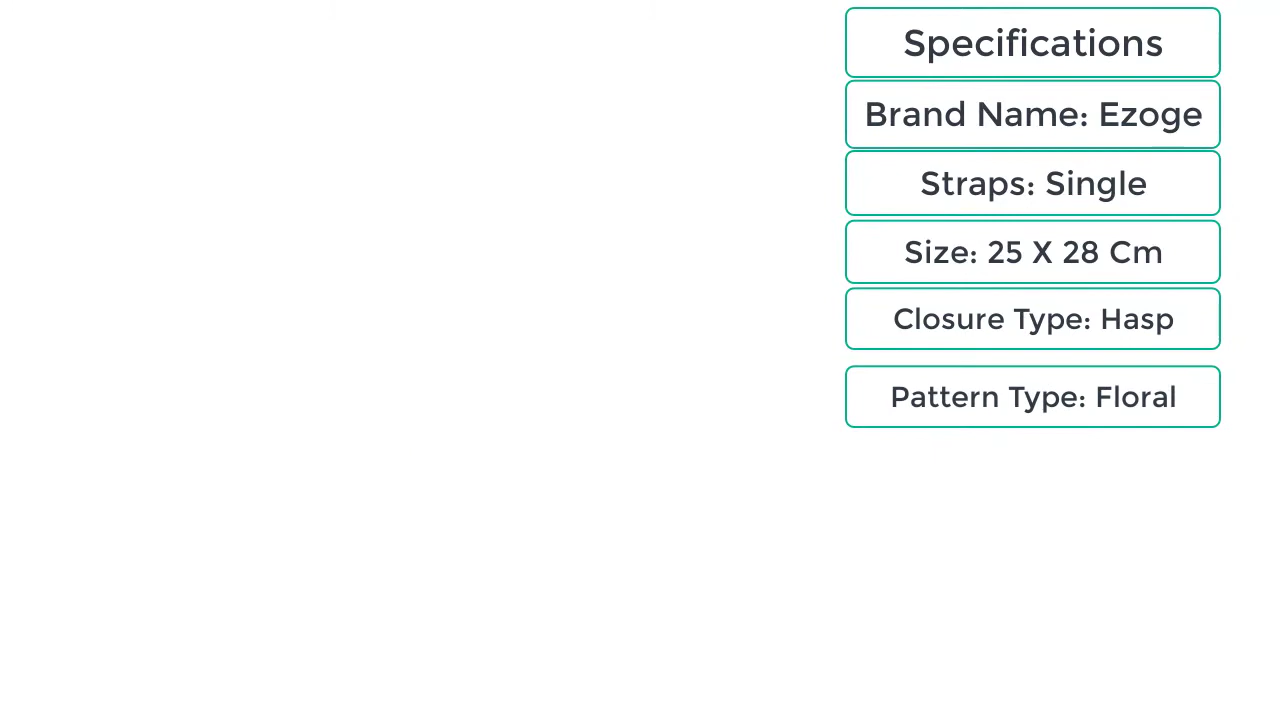 Specifications
Brand Name: Ezoge
Straps: Single
Size: 25 X 28 Cm
Closure Type: Hasp
Pattern Type: Floral